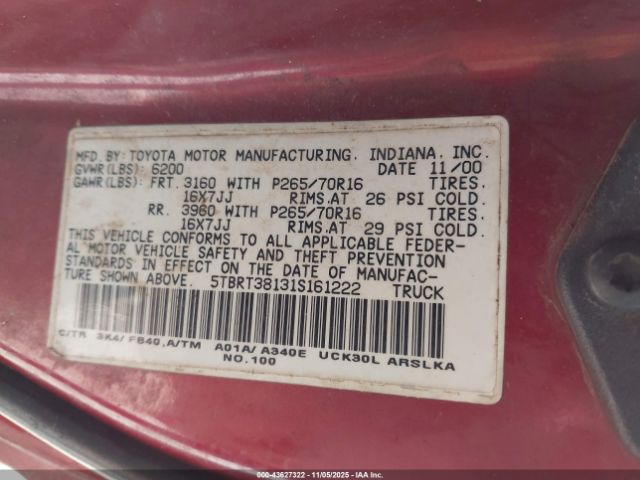 MFD. BY: TOYOTA MOTOR MANUFACTURING, INDIANA, INC.
GVWR(LBS): 6200 DATE 11/00
GAWR(LBS): FRT. 3160 WITH P265/70R16 TIRES.
16X7JJ RIMS.AT 26 PSI COLD.
RR. 3960 WITH P265/70R16 TIRES.
16X7JJ RIMS.AT 29 PSI COLD.
THIS VEHICLE CONFORMS TO ALL APPLICABLE FEDER-
AL MOTOR VEHICLE SAFETY AND THEFT PREVENTION
STANDARDS IN EFFECT ON THE DATE OF MANUFAC-
TURE SHOWN ABOVE. 5TBRT38131S161222 TRUCK
C/TR 3K4/FB40,A/TM A01A/A340E UCK30L ARSLKA
NO.100
000-43627322 - 11/05/2025 - IAA Inc.